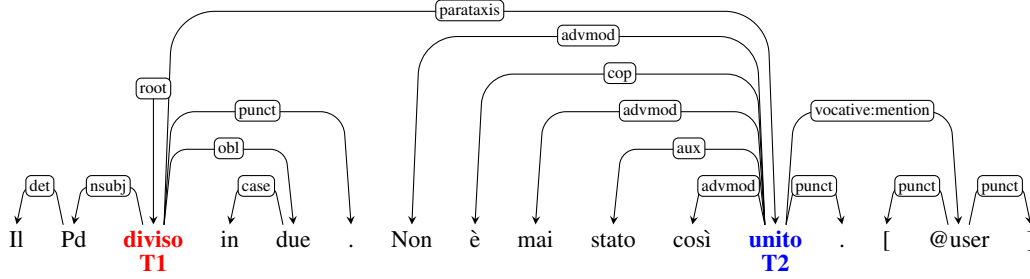 parataxis
advmod
cop
root
punct
advmod
vocative:mention
obl
aux
det
nsubj
case
advmod
punct
punct
punct
Il Pd diviso in due . Non è mai stato così unito . [ @user ]
T1 T2